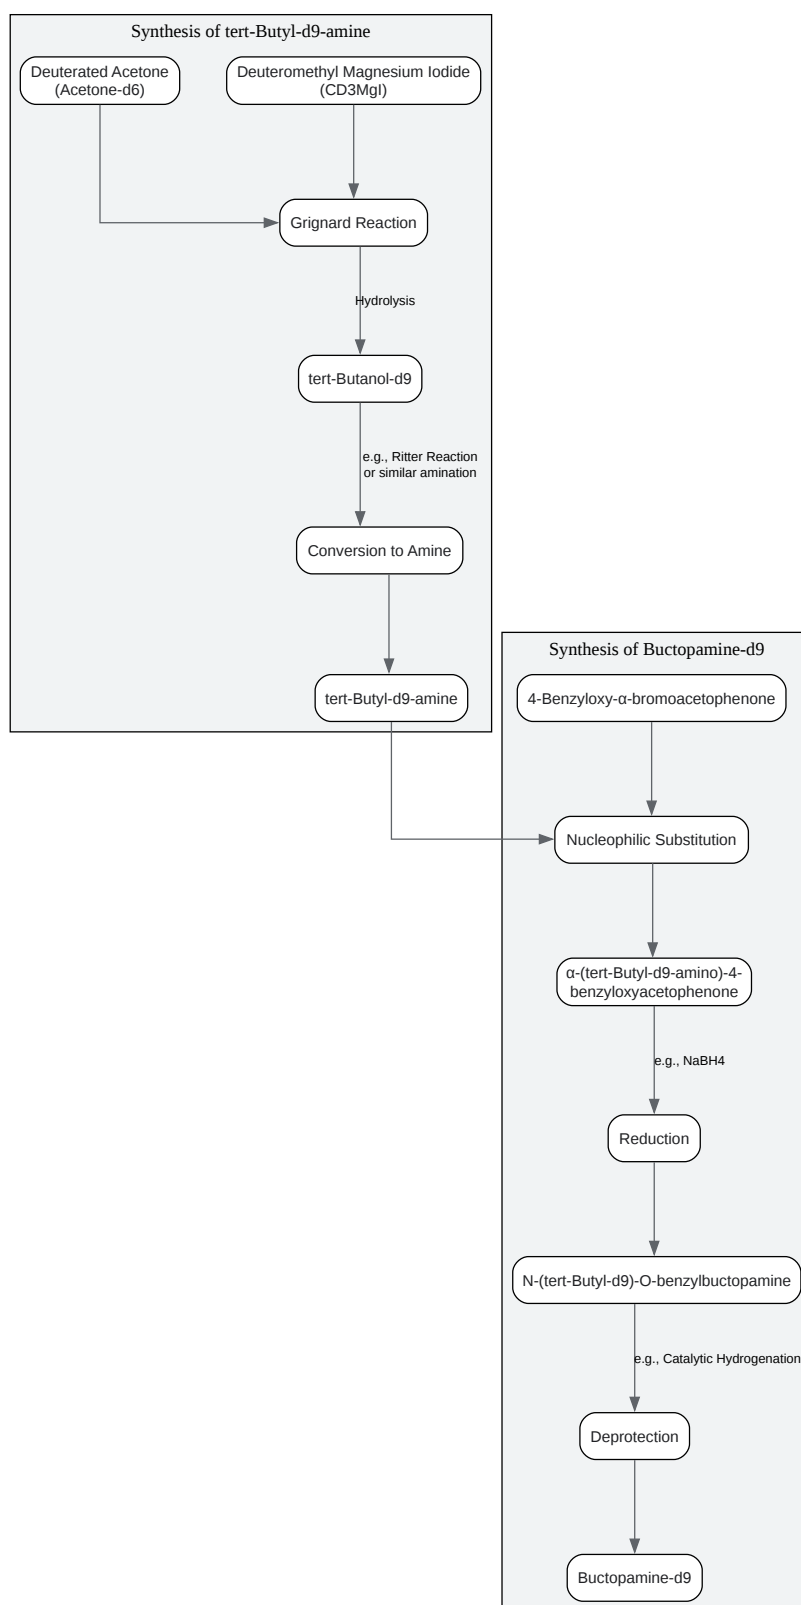 Synthesis of tert-Butyl-d9-amine
Deuterated Acetone
(Acetone-d6)
Deuteromethyl Magnesium Iodide
(CD3MgI)
Grignard Reaction
Hydrolysis
tert-Butanol-d9
e.g., Ritter Reaction
or similar amination
Conversion to Amine
tert-Butyl-d9-amine
Synthesis of Buctopamine-d9
4-Benzyloxy-α-bromoacetophenone
Nucleophilic Substitution
α-(tert-Butyl-d9-amino)-4-
benzyloxyacetophenone
e.g., NaBH4
Reduction
N-(tert-Butyl-d9)-O-benzylbuctopamine
e.g., Catalytic Hydrogenation
Deprotection
Buctopamine-d9